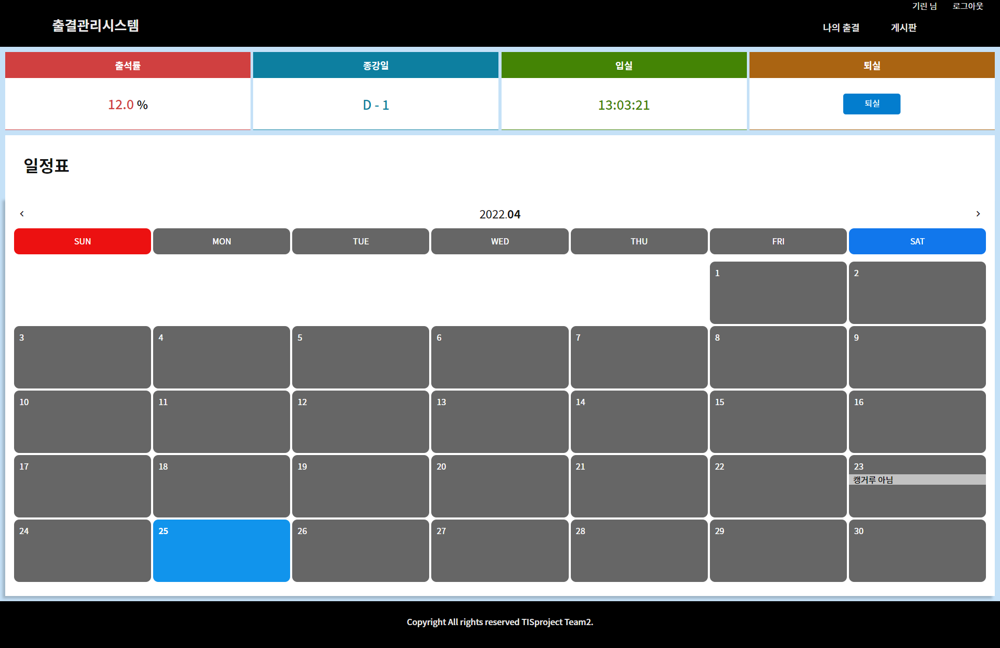 기린 님 로그아웃
출결관리시스템
나의 출결 게시판
출석률 종강일 입실 퇴실
12.0 % D - 1 13:03:21 퇴실
일정표
‹ 2022.04 ›
SUN MON TUE WED THU FRI SAT
1 2
3 4 5 6 7 8 9
10 11 12 13 14 15 16
17 18 19 20 21 22 23
캥거루 아님
24 25 26 27 28 29 30
Copyright All rights reserved TISproject Team2.